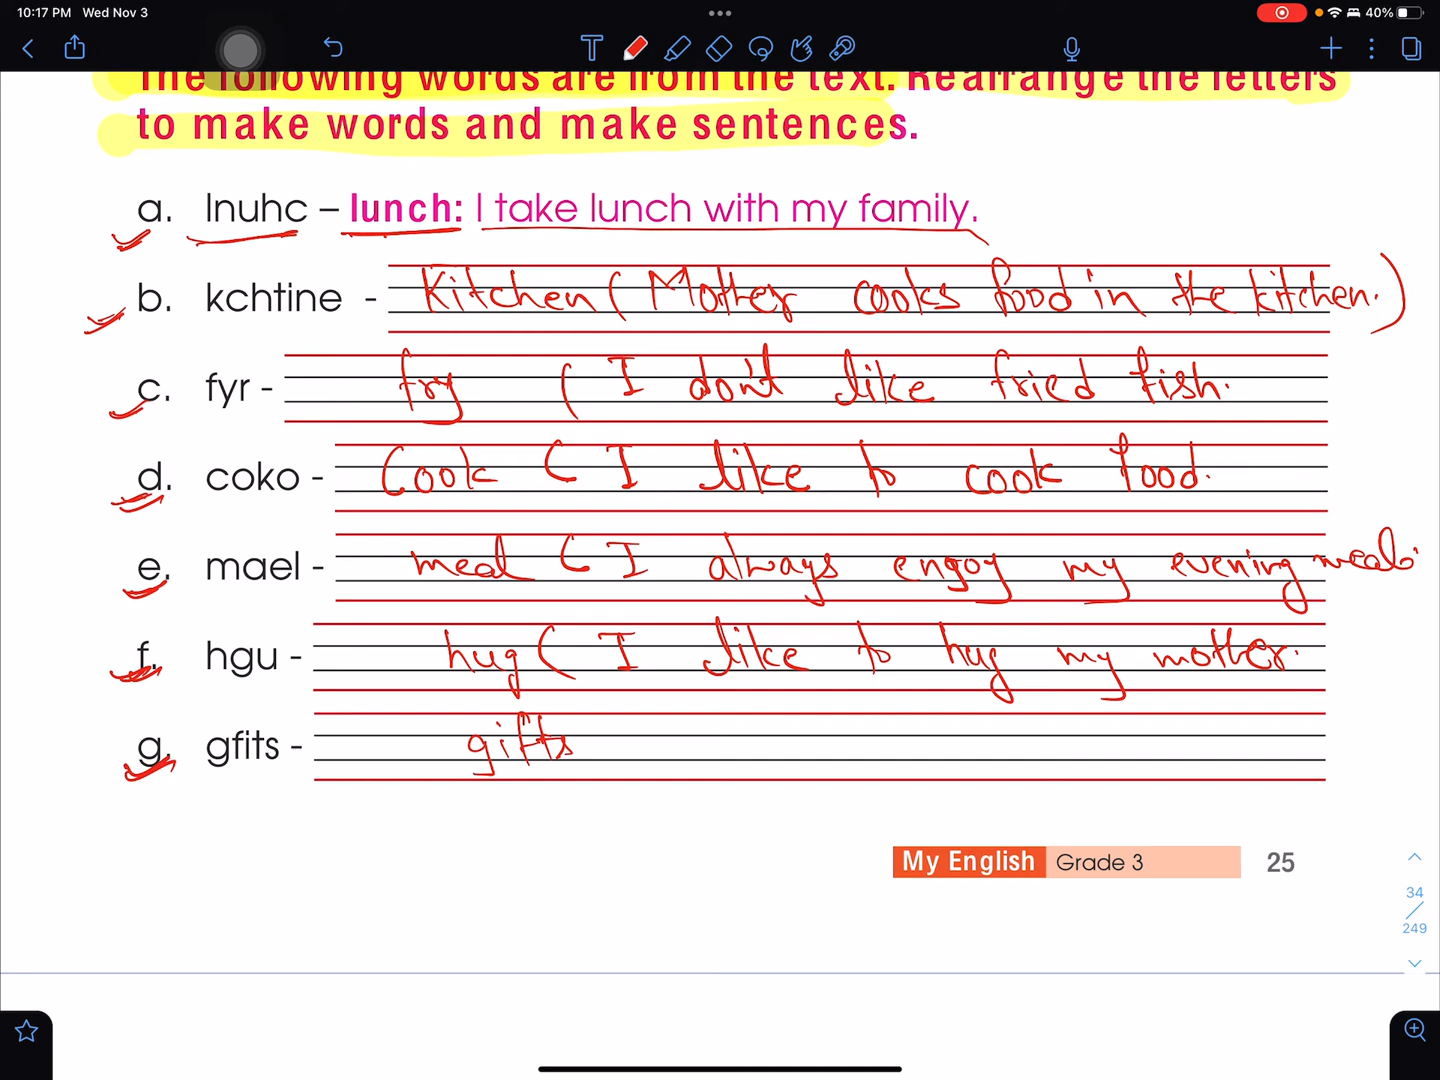 10:17 PM Wed Nov 3
40%
The following words are from the text. Rearrange the letters
to make words and make sentences.
a. lnuhc – lunch: I take lunch with my family.
b. kchtine - Kitchen ( Mother cooks food in the kitchen. )
c. fyr - fry ( I don't like fried fish.
d. coko - Cook ( I like to cook food.
e. mael - meal ( I always engoy my evening meal.
f. hgu - hug ( I like to hug my mother.
g. gfits - gifts
My English Grade 3 25
34
249